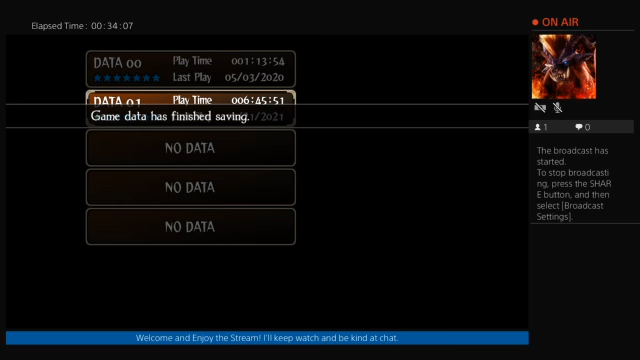 Elapsed Time : 00:34:07
ON AIR
DATA 00 Play Time 001:13:54
Last Play 05/03/2020
DATA 01 Play Time 006:45:51
Game data has finished saving. 1/2021
NO DATA
NO DATA
NO DATA
1 0
The broadcast has
started.
To stop broadcasti
ng, press the SHAR
E button, and then
select [Broadcast
Settings].
Welcome and Enjoy the Stream! I'll keep watch and be kind at chat.